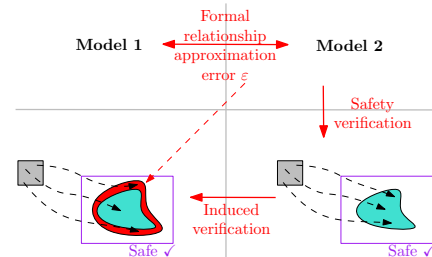 Formal
Model 1
relationship
Model 2
approximation
error ε
Safety
verification
Induced
verification
Safe ✓
Safe ✓